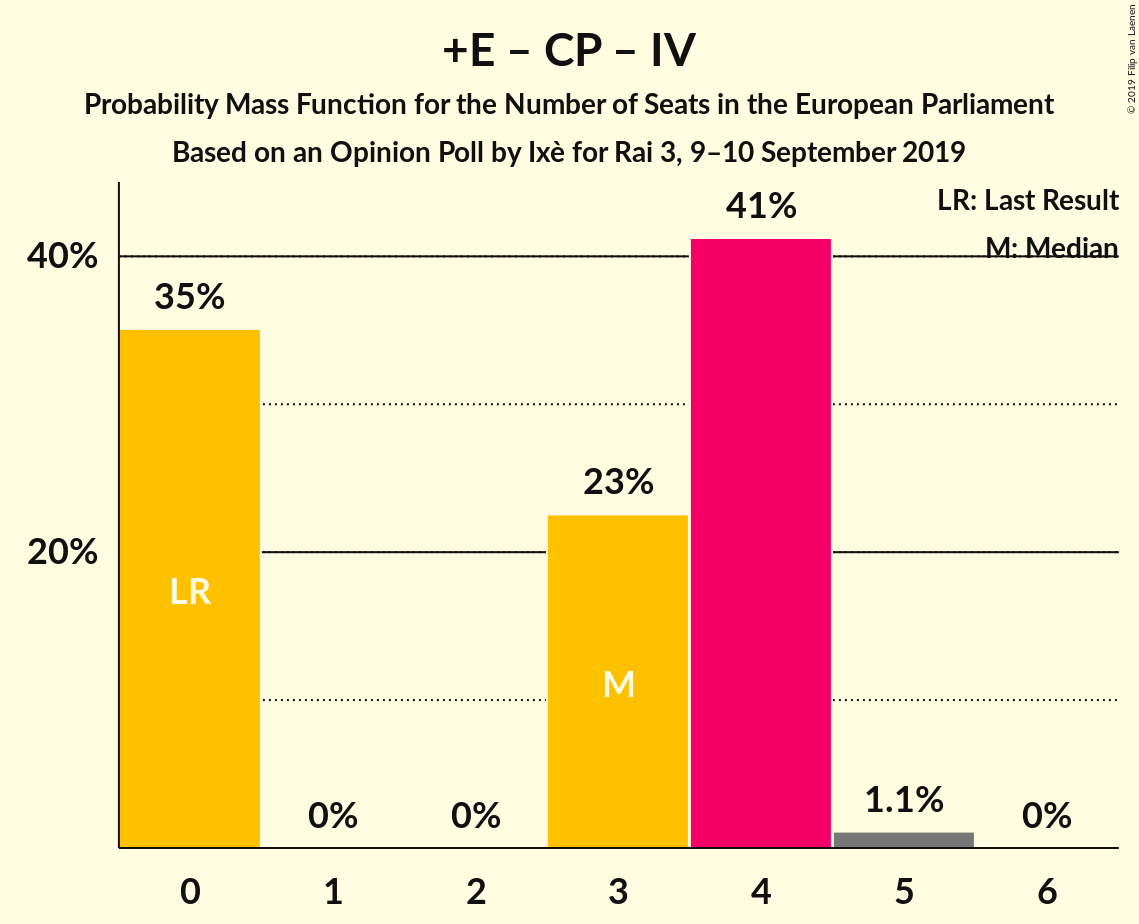 +E – CP – IV
Probability Mass Function for the Number of Seats in the European Parliament
Based on an Opinion Poll by Ixè for Rai 3, 9–10 September 2019
© 2019 Filip van Laenen
LR: Last Result
M: Median
40%
20%
35%
0%
0%
23%
41%
1.1%
0%
LR
M
0 1 2 3 4 5 6